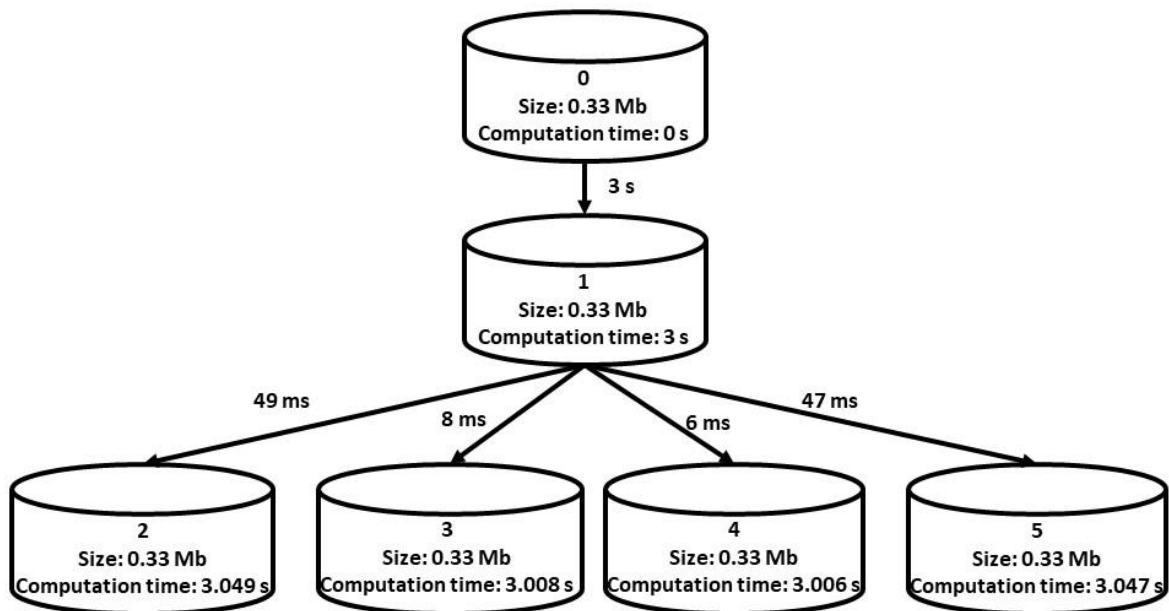 0
Size: 0.33 Mb
Computation time: 0 s
3 s
1
Size: 0.33 Mb
Computation time: 3 s
49 ms
8 ms
6 ms
47 ms
2
Size: 0.33 Mb
Computation time: 3.049 s
3
Size: 0.33 Mb
Computation time: 3.008 s
4
Size: 0.33 Mb
Computation time: 3.006 s
5
Size: 0.33 Mb
Computation time: 3.047 s